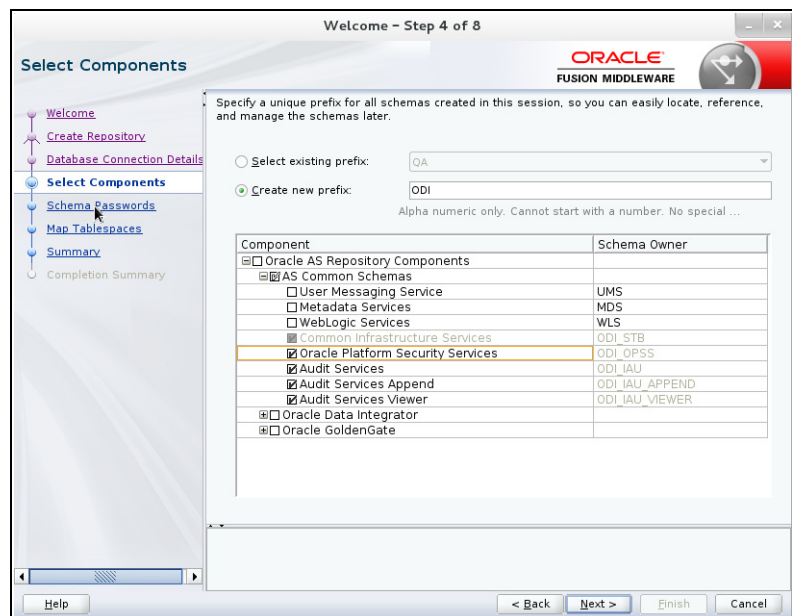 Welcome – Step 4 of 8
Select Components
ORACLE
FUSION MIDDLEWARE
Welcome
Create Repository
Database Connection Details
Select Components
Schema Passwords
Map Tablespaces
Summary
Completion Summary
Specify a unique prefix for all schemas created in this session, so you can easily locate, reference,
and manage the schemas later.
Select existing prefix: QA
Create new prefix: ODI
Alpha numeric only. Cannot start with a number. No special ...
Component Schema Owner
Oracle AS Repository Components
AS Common Schemas
User Messaging Service UMS
Metadata Services MDS
WebLogic Services WLS
Common Infrastructure Services ODI_STB
Oracle Platform Security Services ODI_OPSS
Audit Services ODI_IAU
Audit Services Append ODI_IAU_APPEND
Audit Services Viewer ODI_IAU_VIEWER
Oracle Data Integrator
Oracle GoldenGate
Help < Back Next > Finish Cancel